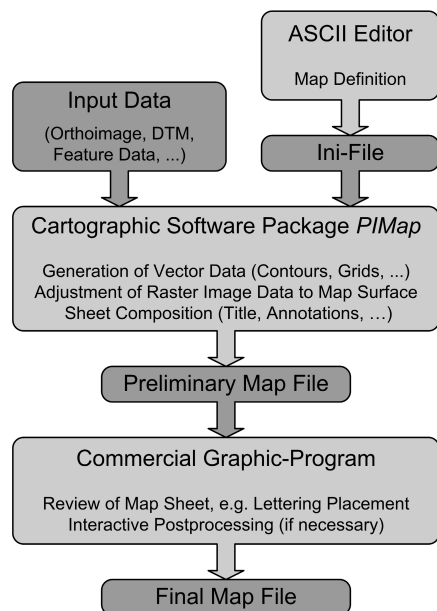 ASCII Editor
Map Definition
Input Data
(Orthoimage, DTM,
Feature Data, ...)
Ini-File
Cartographic Software Package PIMap
Generation of Vector Data (Contours, Grids, ...)
Adjustment of Raster Image Data to Map Surface
Sheet Composition (Title, Annotations, …)
Preliminary Map File
Commercial Graphic-Program
Review of Map Sheet, e.g. Lettering Placement
Interactive Postprocessing (if necessary)
Final Map File